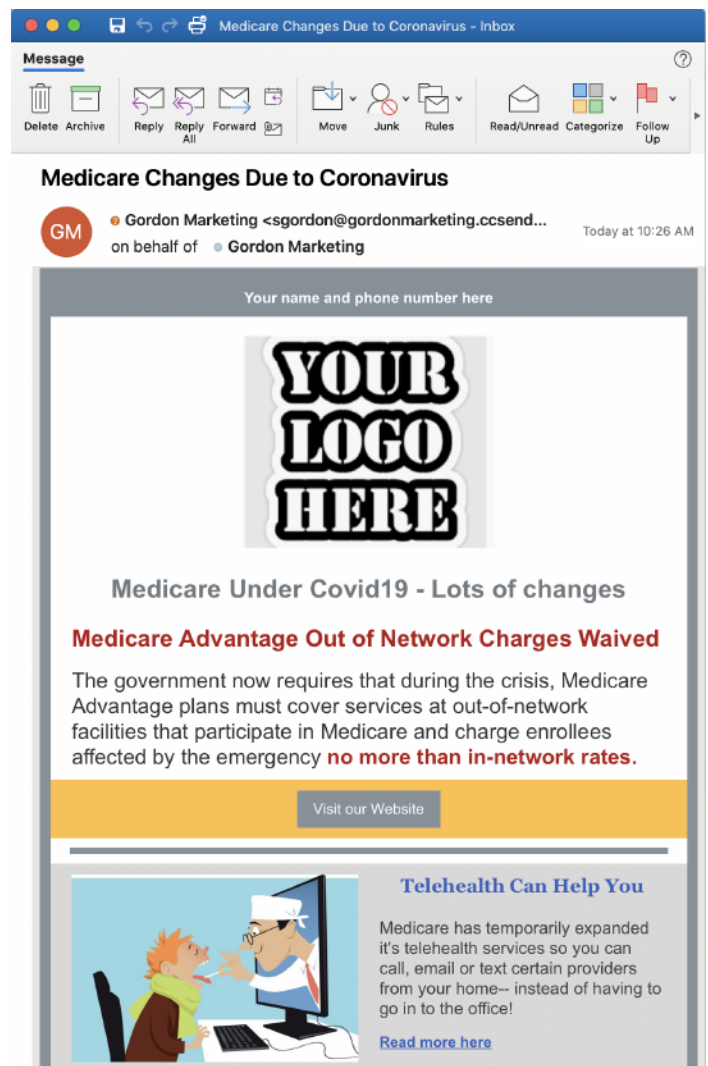 Medicare Changes Due to Coronavirus - Inbox
Message
?
Delete Archive Reply Reply Forward Move Junk Rules Read/Unread Categorize Follow
All Up
Medicare Changes Due to Coronavirus
GM
? Gordon Marketing <sgordon@gordonmarketing.ccsend...
Today at 10:26 AM
on behalf of Gordon Marketing
Your name and phone number here
YOUR
LOGO
HERE
Medicare Under Covid19 - Lots of changes
Medicare Advantage Out of Network Charges Waived
The government now requires that during the crisis, Medicare
Advantage plans must cover services at out-of-network
facilities that participate in Medicare and charge enrollees
affected by the emergency no more than in-network rates.
Visit our Website
Telehealth Can Help You
Medicare has temporarily expanded
it's telehealth services so you can
call, email or text certain providers
from your home-- instead of having to
go in to the office!
Read more here